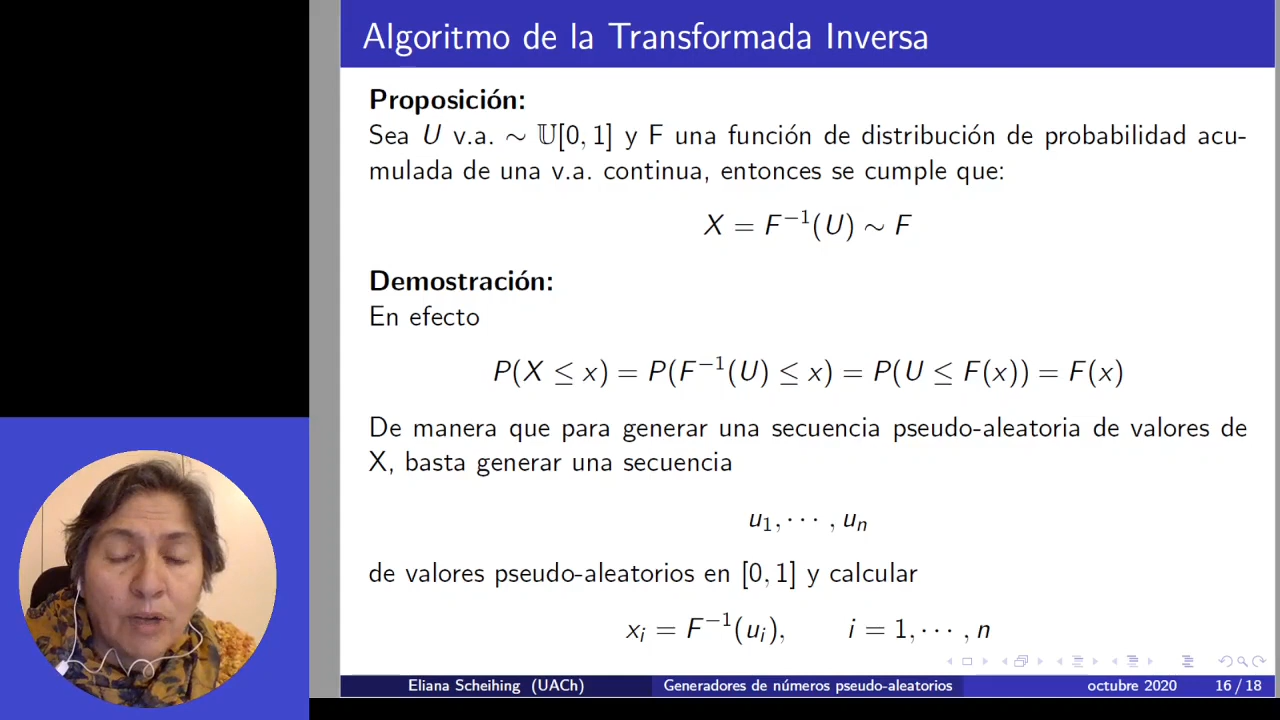 Algoritmo de la Transformada Inversa
Proposición:
Sea U v.a. ∼ 𝕌[0, 1] y F una función de distribución de probabilidad acu-
mulada de una v.a. continua, entonces se cumple que:
X = F⁻¹(U) ∼ F
Demostración:
En efecto
P(X ≤ x) = P(F⁻¹(U) ≤ x) = P(U ≤ F(x)) = F(x)
De manera que para generar una secuencia pseudo-aleatoria de valores de
X, basta generar una secuencia
u₁, ⋯ , uₙ
de valores pseudo-aleatorios en [0, 1] y calcular
xᵢ = F⁻¹(uᵢ), i = 1, ⋯ , n
Eliana Scheihing (UACh) Generadores de números pseudo-aleatorios octubre 2020 16 / 18